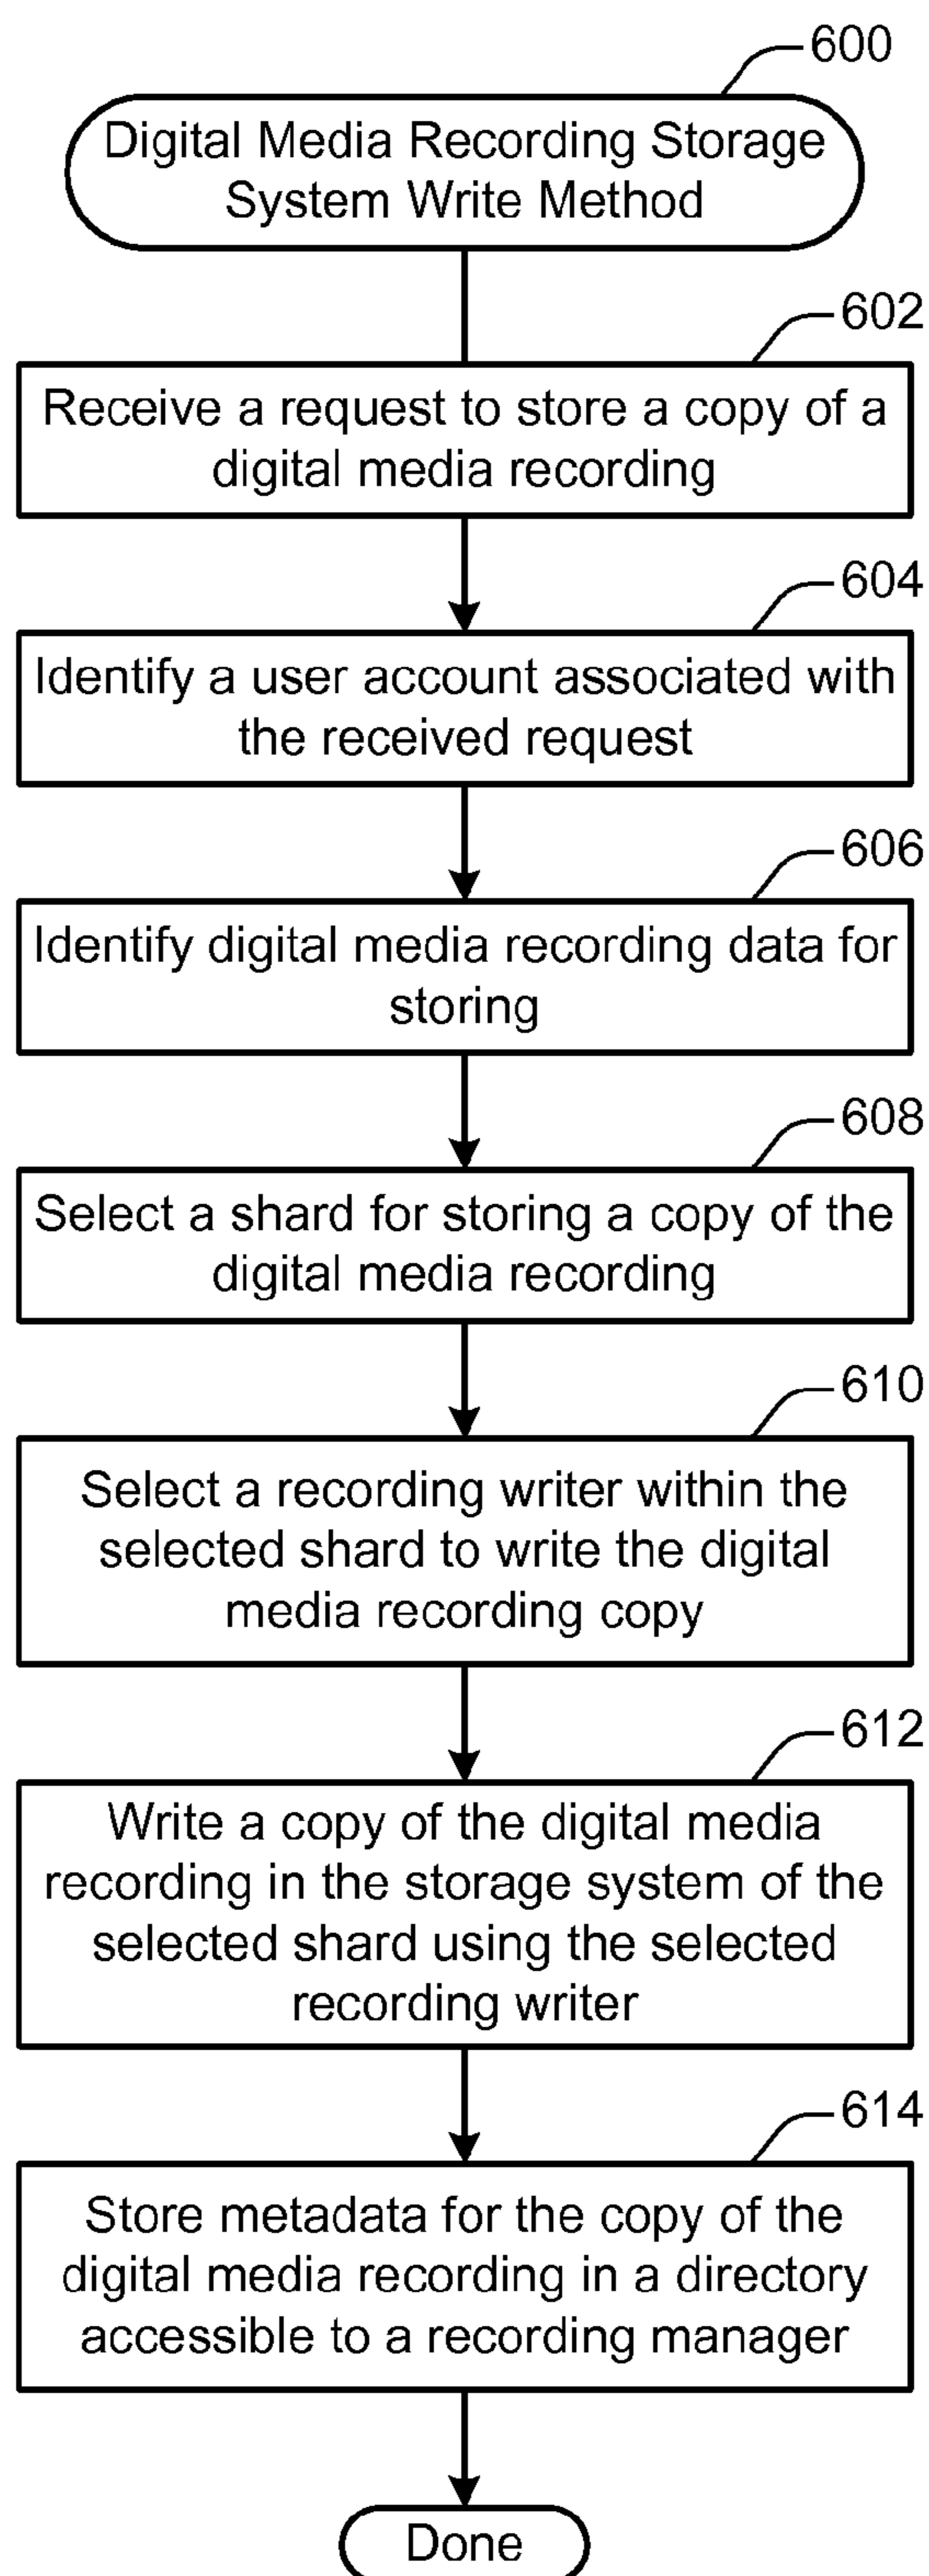 600
Digital Media Recording Storage
System Write Method
602
Receive a request to store a copy of a
digital media recording
604
Identify a user account associated with
the received request
606
Identify digital media recording data for
storing
608
Select a shard for storing a copy of the
digital media recording
610
Select a recording writer within the
selected shard to write the digital
media recording copy
612
Write a copy of the digital media
recording in the storage system of the
selected shard using the selected
recording writer
614
Store metadata for the copy of the
digital media recording in a directory
accessible to a recording manager
Done